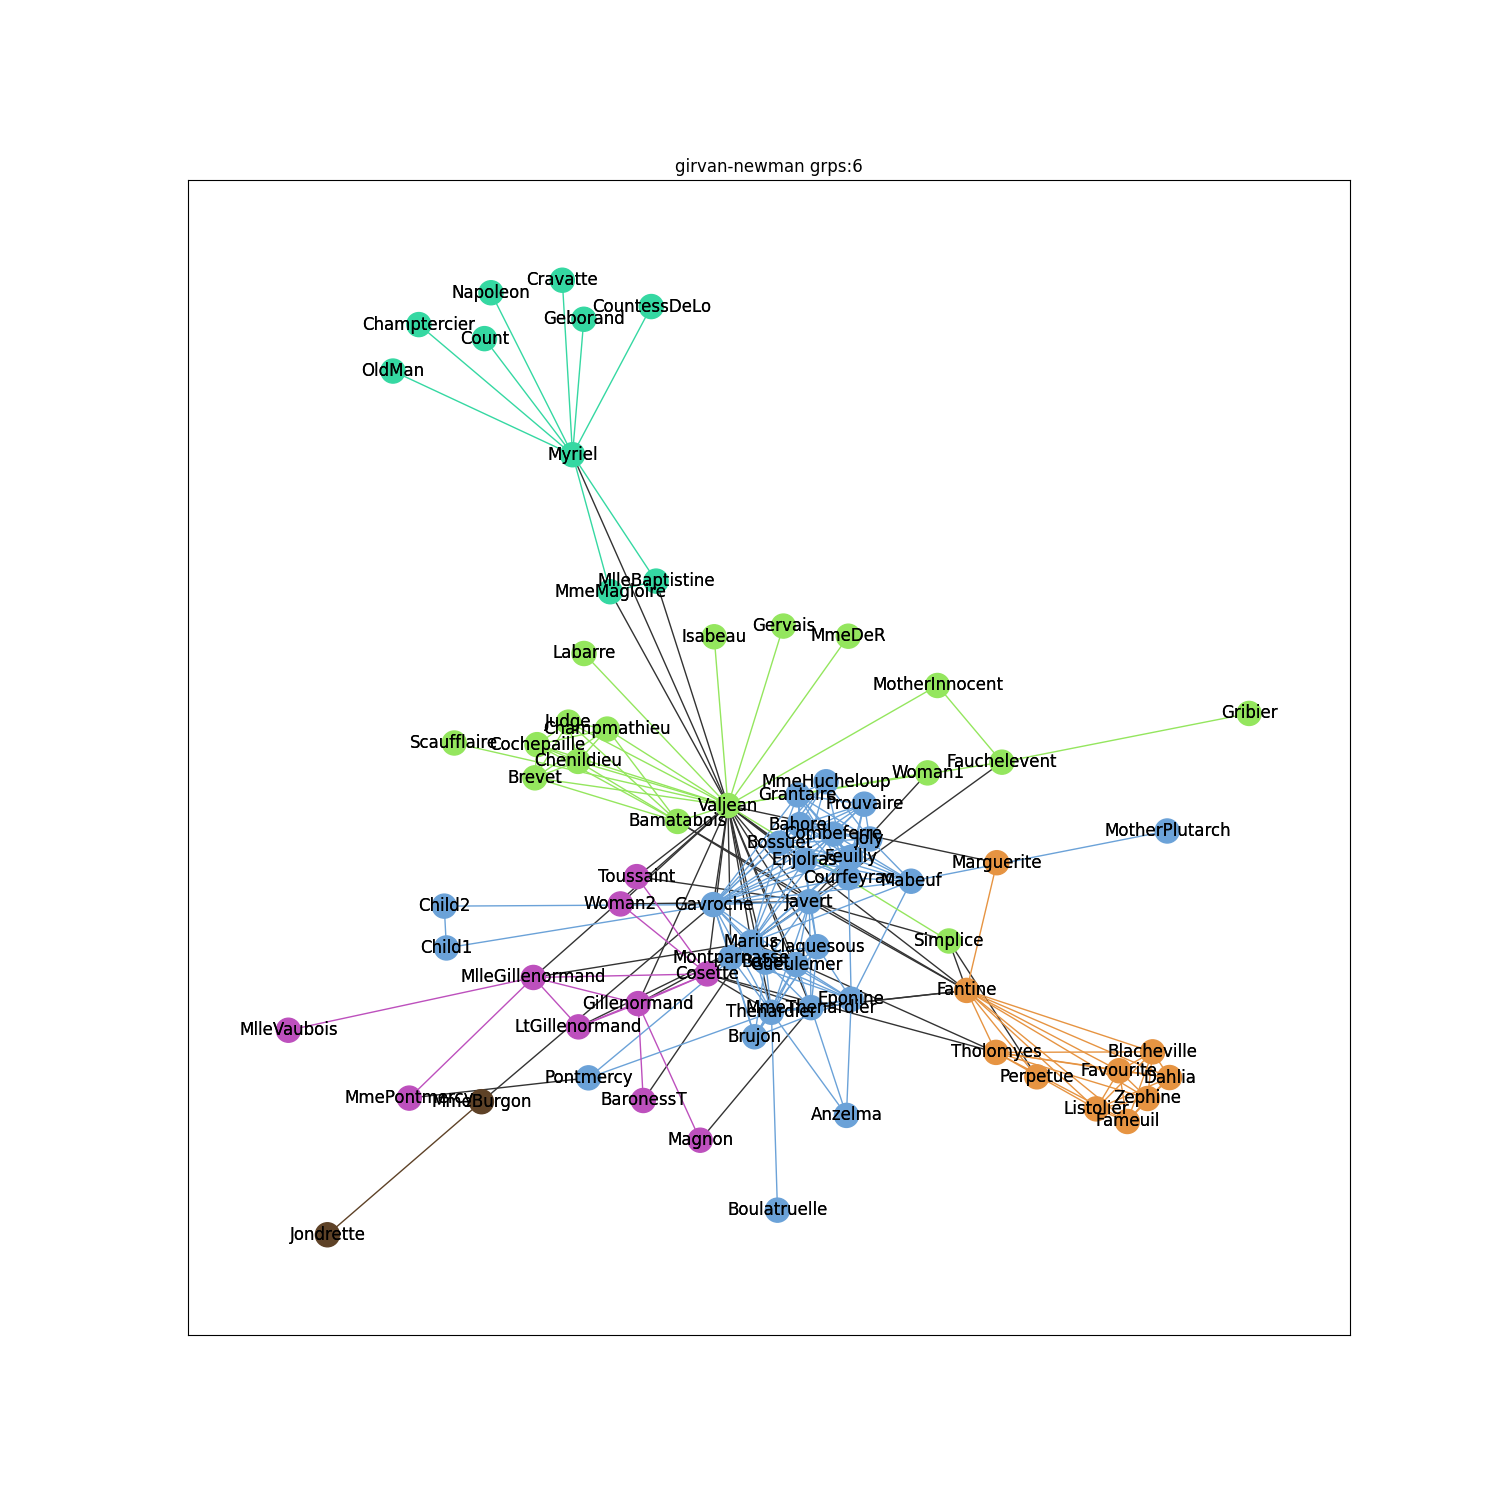 girvan-newman grps:6
Cravatte
Napoleon
CountessDeLo
Geborand
Champtercier
Count
OldMan
Myriel
MlleBaptistine
MmeMagloire
Gervais
Isabeau
MmeDeR
Labarre
MotherInnocent
Gribier
Judge
Champmathieu
Scaufflaire
Cochepaille
Chenildieu
Fauchelevent
Woman1
Brevet
MmeHucheloup
Grantaire
Prouvaire
Valjean
Bamatabois
Bahorel
MotherPlutarch
Combeferre
Joly
Bossuet
Feuilly
Enjolras
Marguerite
Toussaint
Courfeyrac
Mabeuf
Javert
Woman2
Gavroche
Child2
Marius
Simplice
Claquesous
Child1
Montparnasse
Babet
Gueulemer
Cosette
MlleGillenormand
Fantine
Eponine
Gillenormand
MmeThenardier
Thenardier
LtGillenormand
MlleVaubois
Brujon
Tholomyes
Blacheville
Favourite
Perpetue
Dahlia
Pontmercy
MmePontmercy
Zephine
BaronessT
MmeBurgon
Listolier
Anzelma
Fameuil
Magnon
Boulatruelle
Jondrette